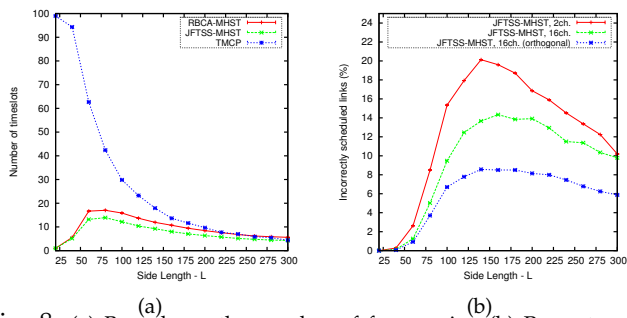 RBCA-MHST
JFTSS-MHST
TMCP
100
90
80
70
60
50
40
30
20
10
0
Number of timeslots
25 50 75 100 125 150 175 200 225 250 275 300
Side Length - L
(a)
JFTSS-MHST, 2ch.
JFTSS-MHST, 16ch.
JFTSS-MHST, 16ch. (orthogonal)
24
22
20
18
16
14
12
10
8
6
4
2
0
Incorrectly scheduled links (%)
25 50 75 100 125 150 175 200 225 250 275 300
Side Length - L
(b)